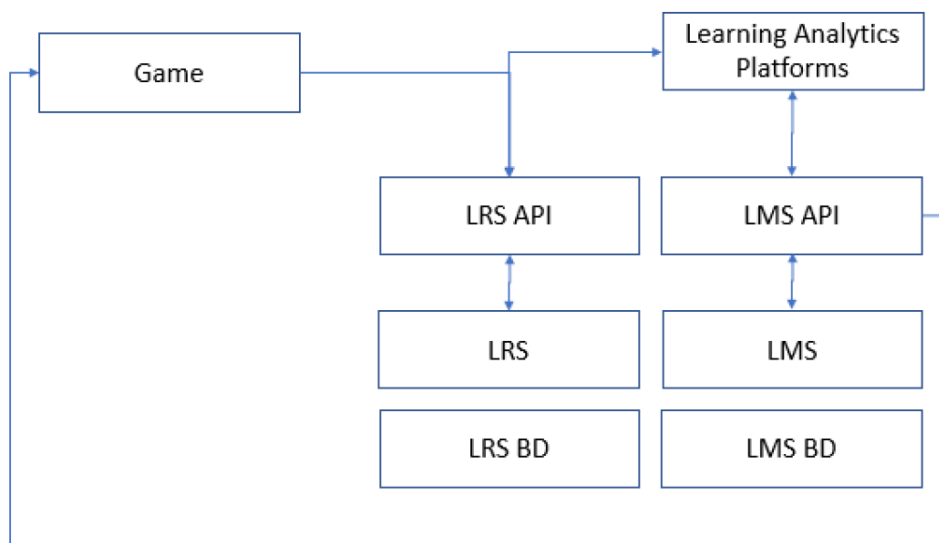 Game
Learning Analytics
Platforms
LRS API
LMS API
LRS
LMS
LRS BD
LMS BD